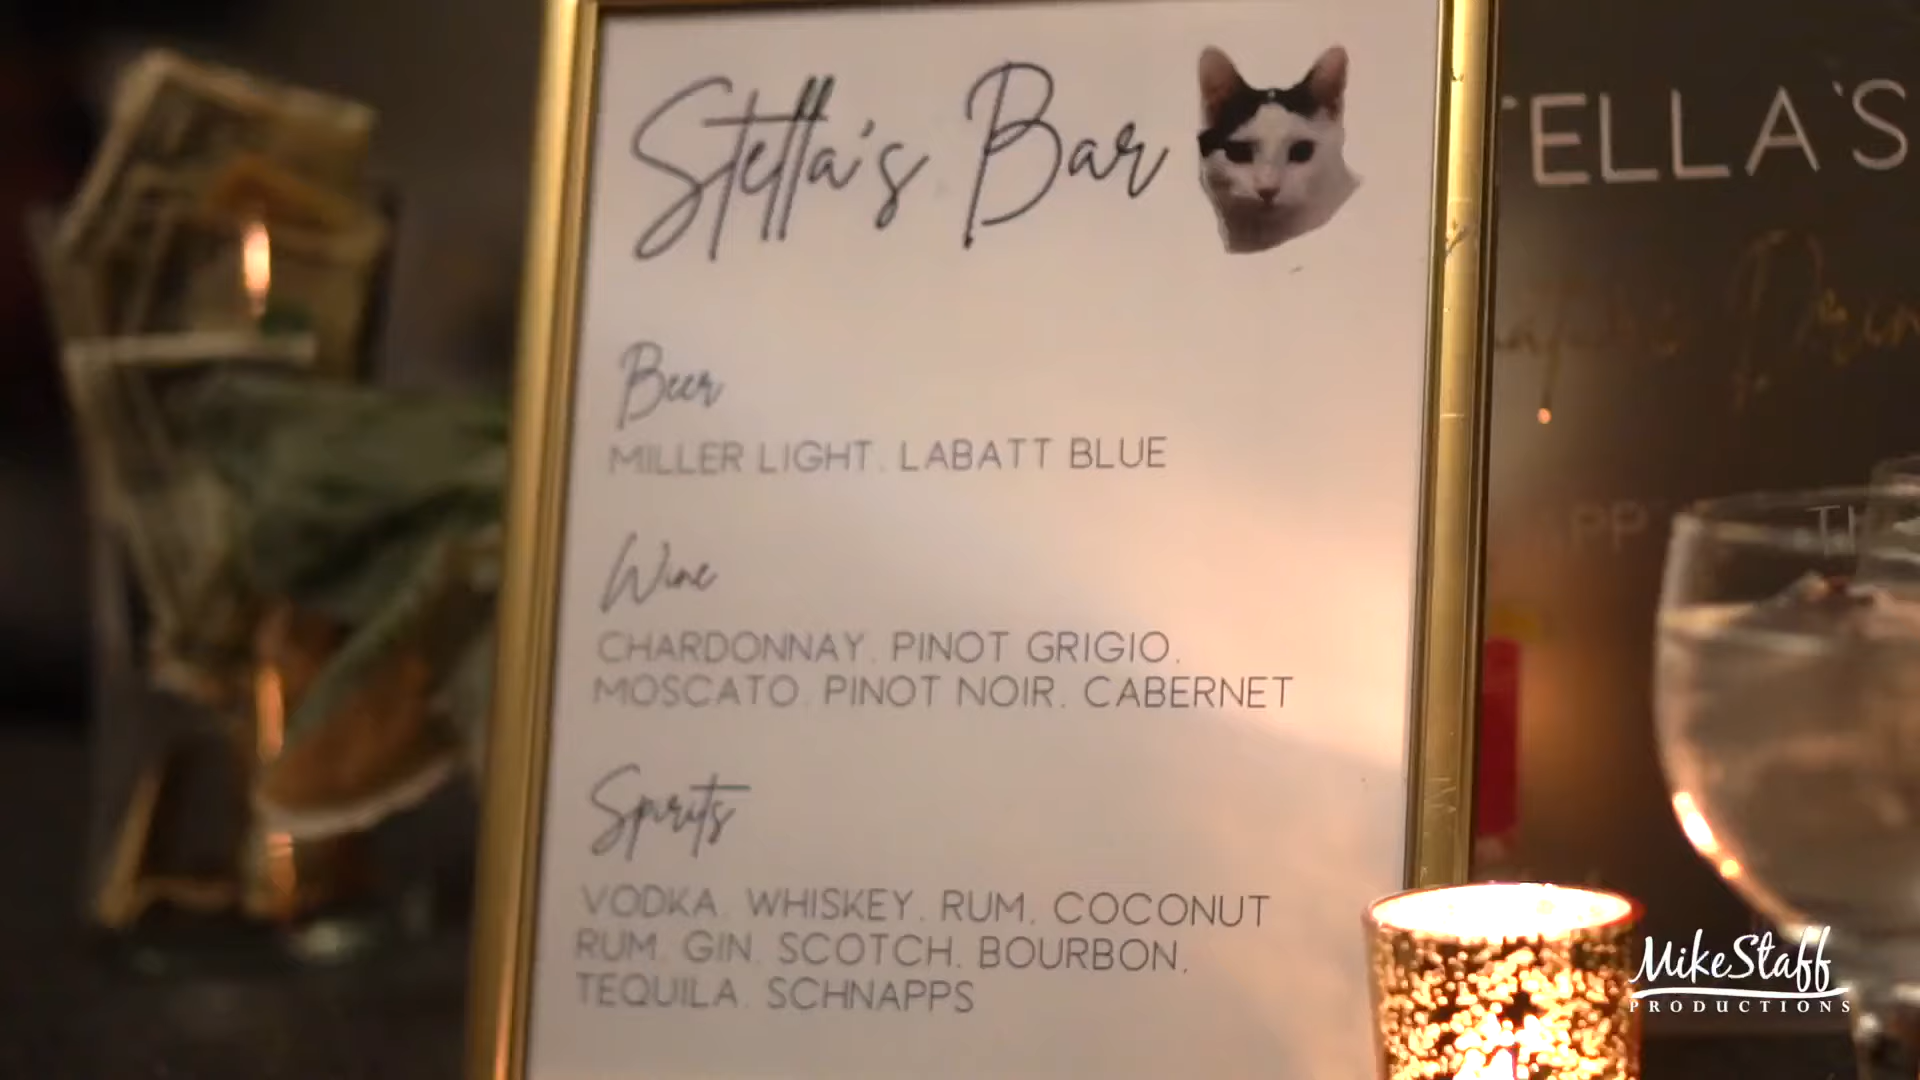 Stella's Bar
Beer
MILLER LIGHT, LABATT BLUE
Wine
CHARDONNAY, PINOT GRIGIO,
MOSCATO, PINOT NOIR, CABERNET
Spirits
VODKA, WHISKEY, RUM, COCONUT
RUM, GIN, SCOTCH, BOURBON,
TEQUILA, SCHNAPPS
TELLA'S
MikeStaff
PRODUCTIONS